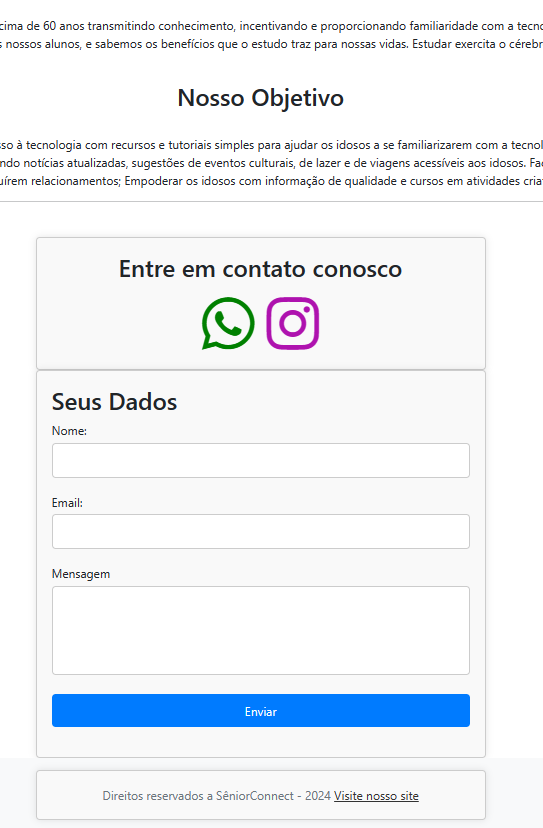 cima de 60 anos transmitindo conhecimento, incentivando e proporcionando familiaridade com a tecno
s nossos alunos, e sabemos os benefícios que o estudo traz para nossas vidas. Estudar exercita o cérebr
Nosso Objetivo
sso à tecnologia com recursos e tutoriais simples para ajudar os idosos a se familiarizarem com a tecnol
ndo notícias atualizadas, sugestões de eventos culturais, de lazer e de viagens acessíveis aos idosos. Fac
uírem relacionamentos; Empoderar os idosos com informação de qualidade e cursos em atividades cria
Entre em contato conosco
Seus Dados
Nome:
Email:
Mensagem
Enviar
Direitos reservados a SêniorConnect - 2024 Visite nosso site